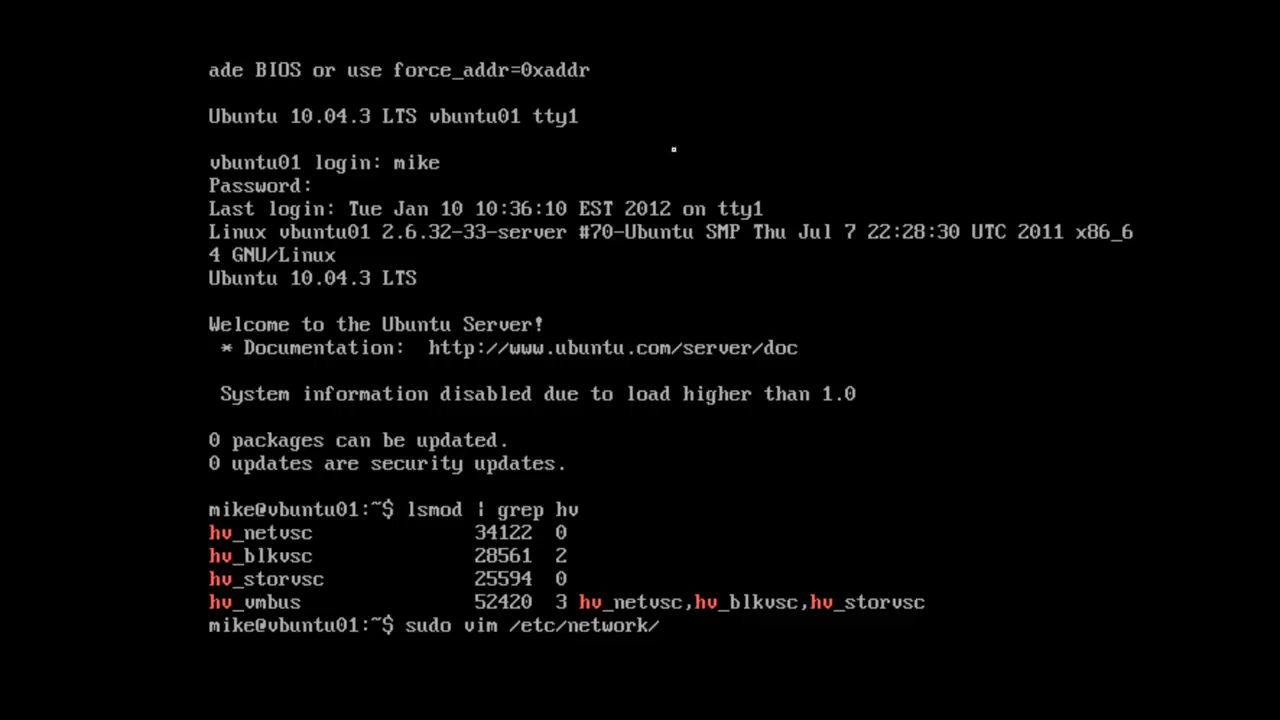 ade BIOS or use force_addr=0xaddr
Ubuntu 10.04.3 LTS vbuntu01 tty1
vbuntu01 login: mike
Password:
Last login: Tue Jan 10 10:36:10 EST 2012 on tty1
Linux vbuntu01 2.6.32-33-server #70-Ubuntu SMP Thu Jul 7 22:28:30 UTC 2011 x86_6
4 GNU/Linux
Ubuntu 10.04.3 LTS
Welcome to the Ubuntu Server!
 * Documentation:  http://www.ubuntu.com/server/doc
 System information disabled due to load higher than 1.0
0 packages can be updated.
0 updates are security updates.
mike@vbuntu01:~$ lsmod | grep hv
hv_netvsc              34122  0
hv_blkvsc              28561  2
hv_storvsc             25594  0
hv_vmbus               52420  3 hv_netvsc,hv_blkvsc,hv_storvsc
mike@vbuntu01:~$ sudo vim /etc/network/